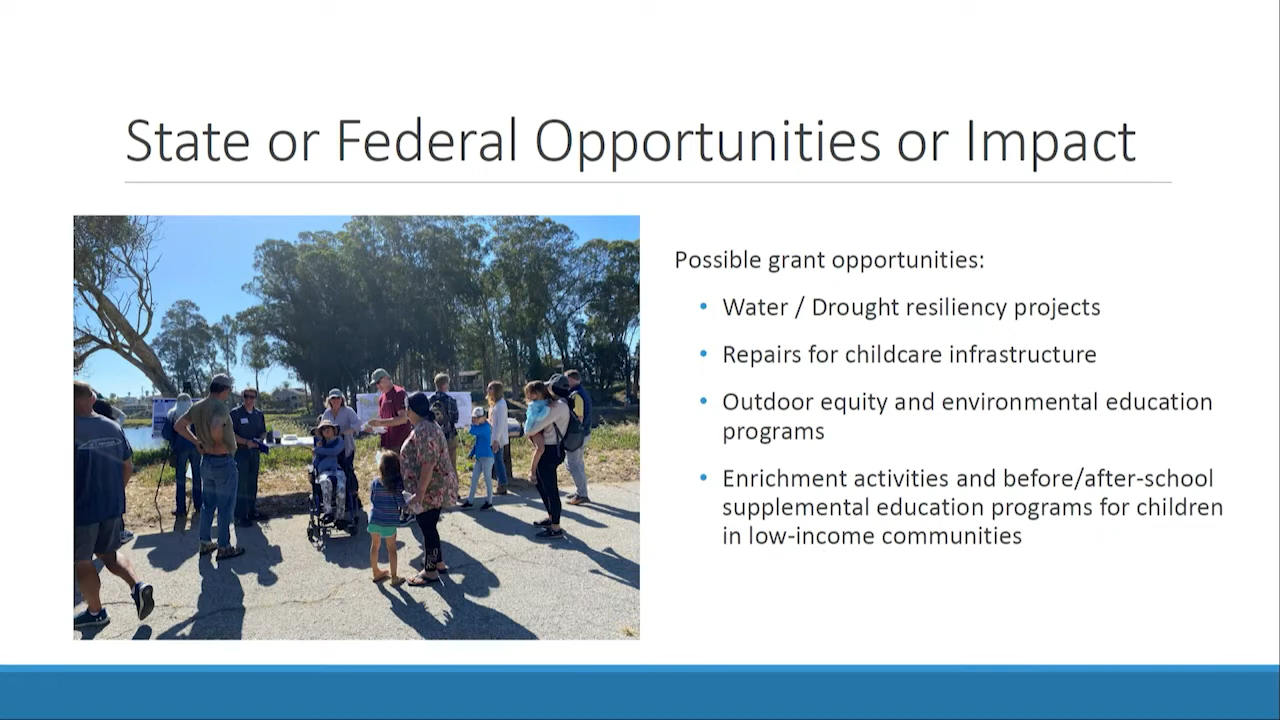 State or Federal Opportunities or Impact
Possible grant opportunities:
• Water / Drought resiliency projects
• Repairs for childcare infrastructure
• Outdoor equity and environmental education
programs
• Enrichment activities and before/after-school
supplemental education programs for children
in low-income communities